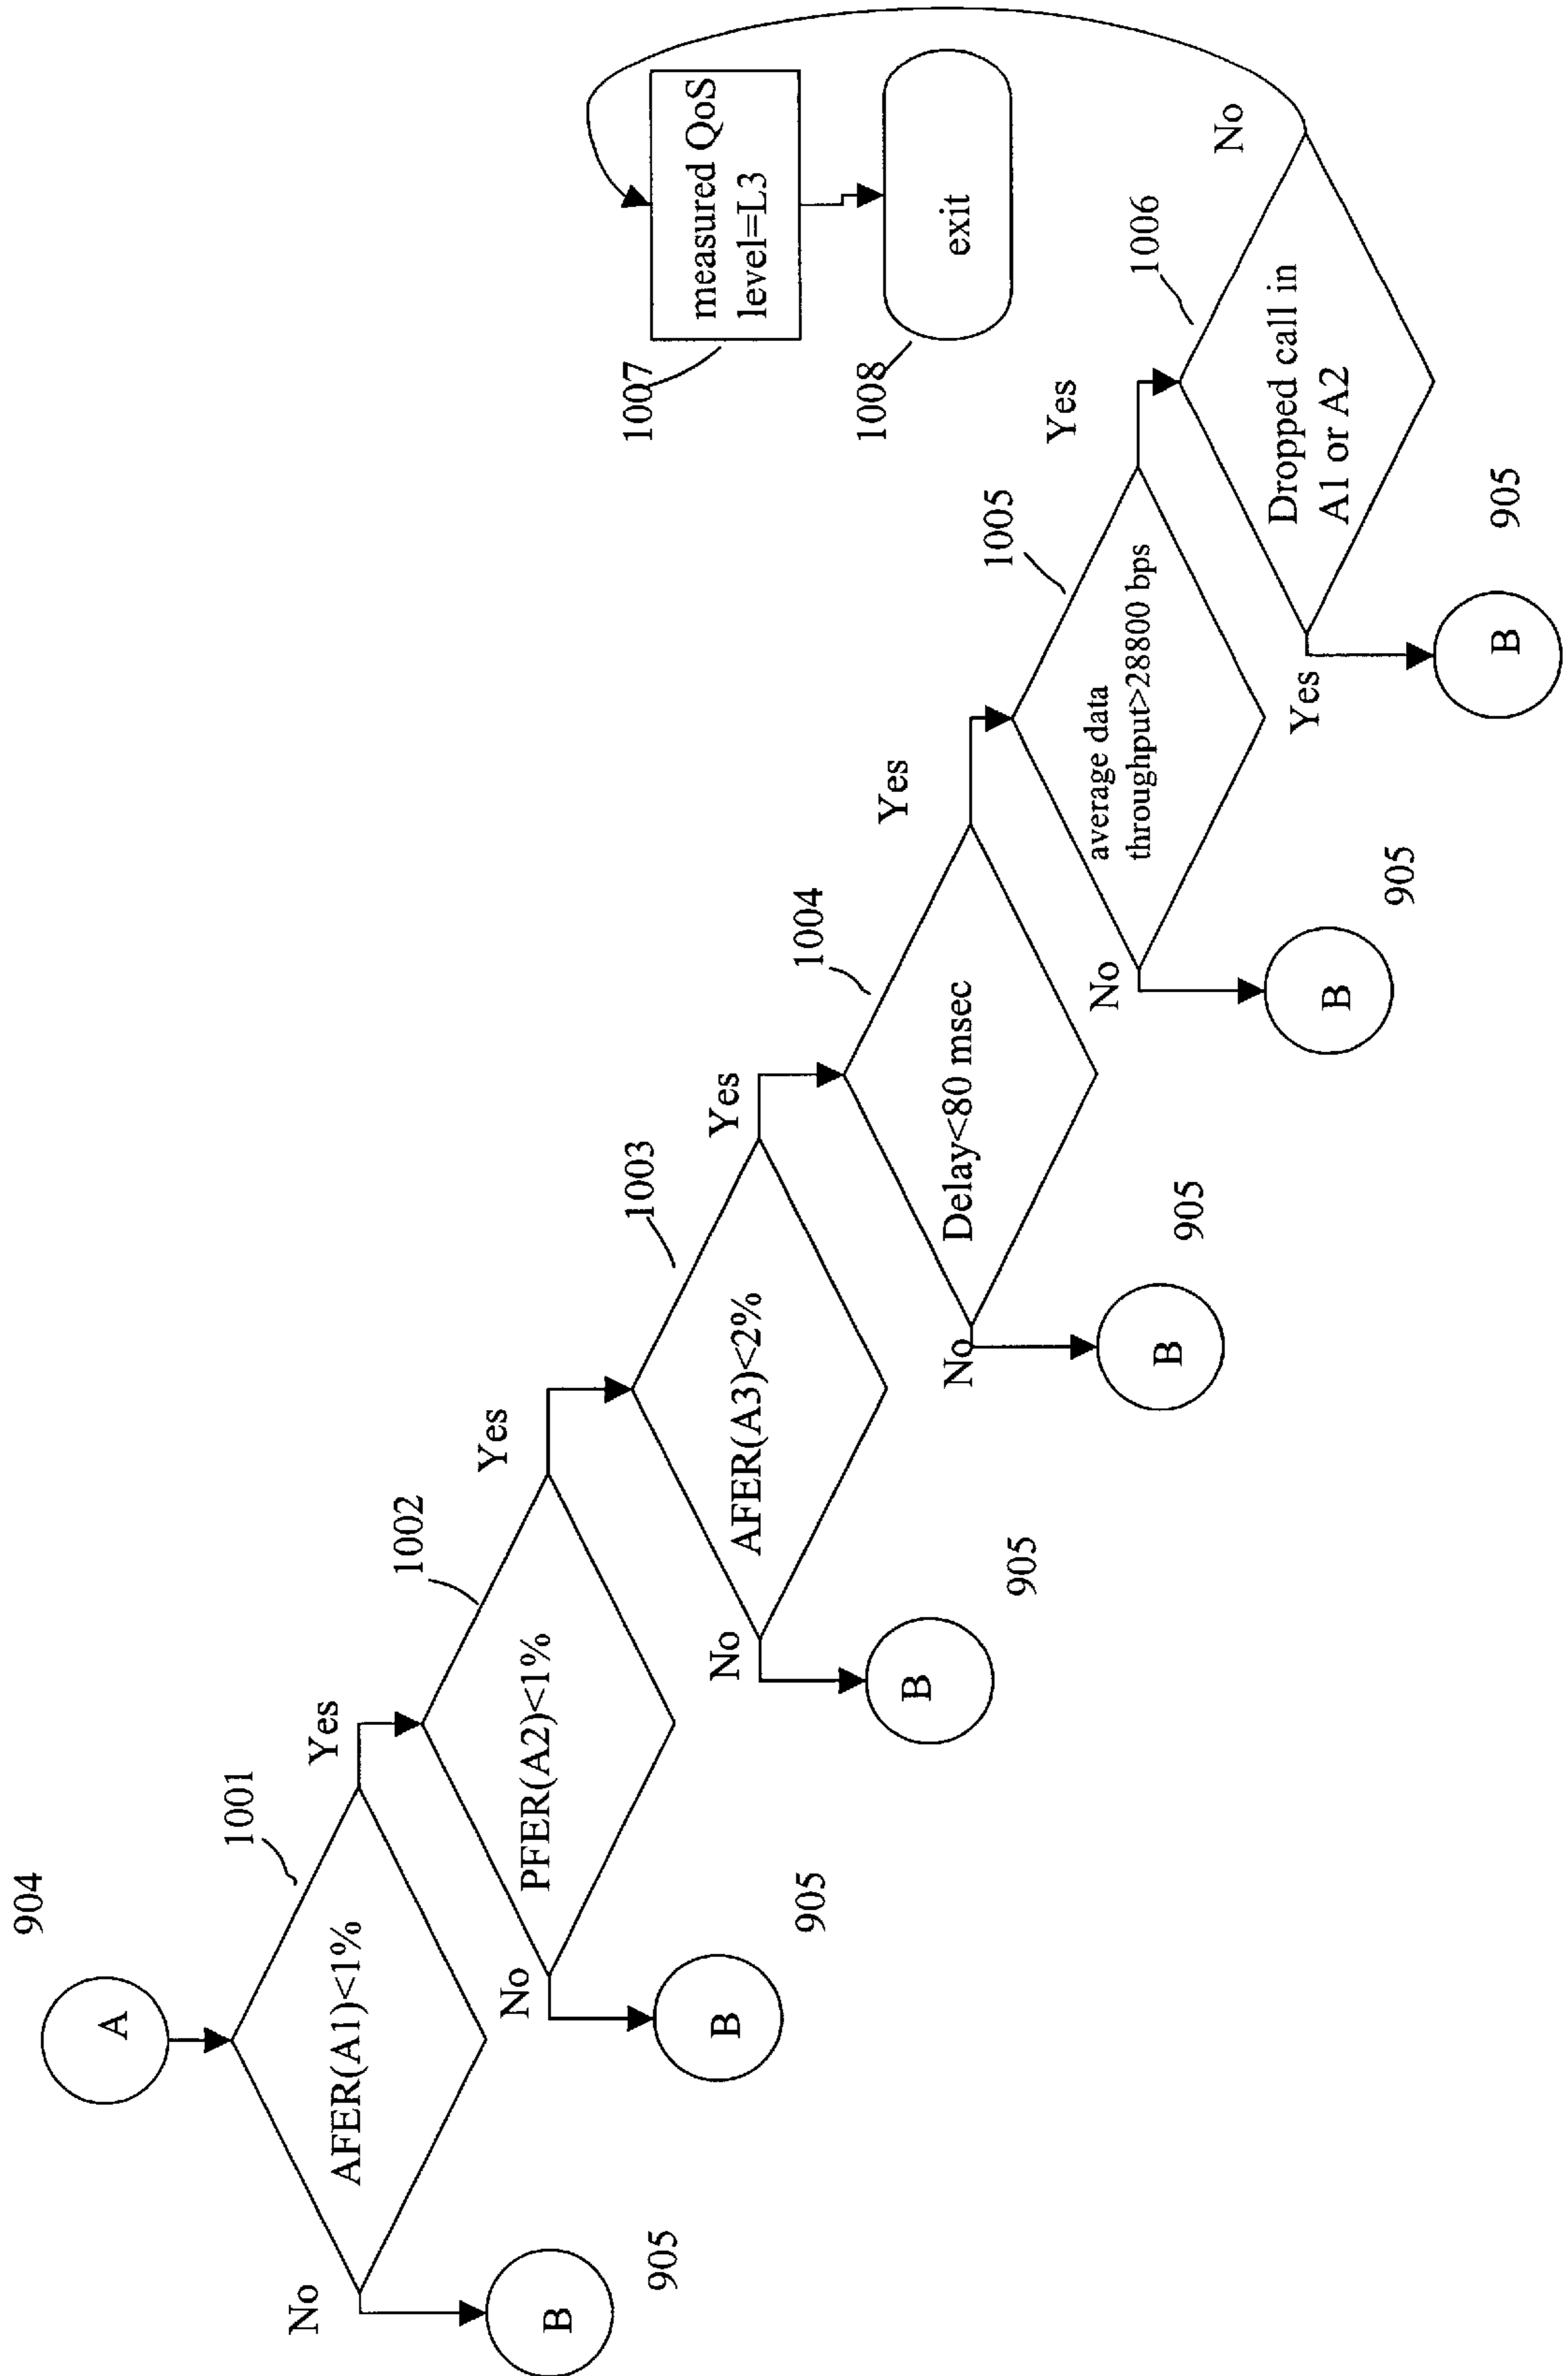 904
A
1001
AFER(A1)<1%
Yes
No
B
905
1002
PFER(A2)<1%
Yes
No
B
905
1003
AFER(A3)<2%
Yes
No
B
905
1004
Delay<80 msec
Yes
No
B
905
1005
average data
throughput>28800 bps
Yes
No
B
905
1006
Dropped call in
A1 or A2
No
Yes
B
905
1007
measured QoS
level=L3
1008
exit